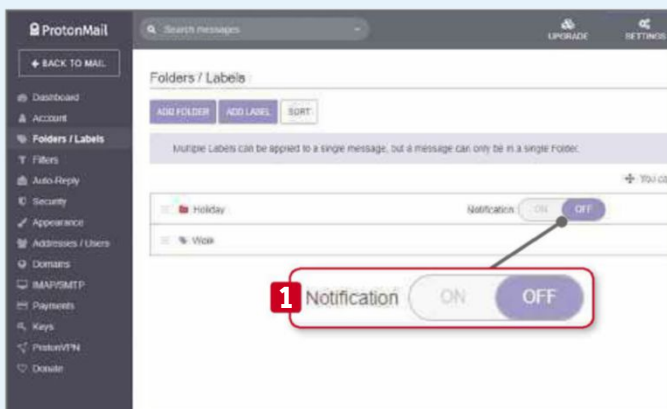 ProtonMail
Search messages
UPGRADE
SETTINGS
BACK TO MAIL
Folders / Labels
ADD FOLDER
ADD LABEL
SORT
Multiple Labels can be applied to a single message, but a message can only be in a single Folder.
You ca
Dashboard
Account
Folders / Labels
Filters
Auto-Reply
Security
Appearance
Addresses / Users
Domains
IMAP/SMTP
Payments
Keys
ProtonVPN
Donate
Holiday
Notification ON OFF
1 Notification ON OFF